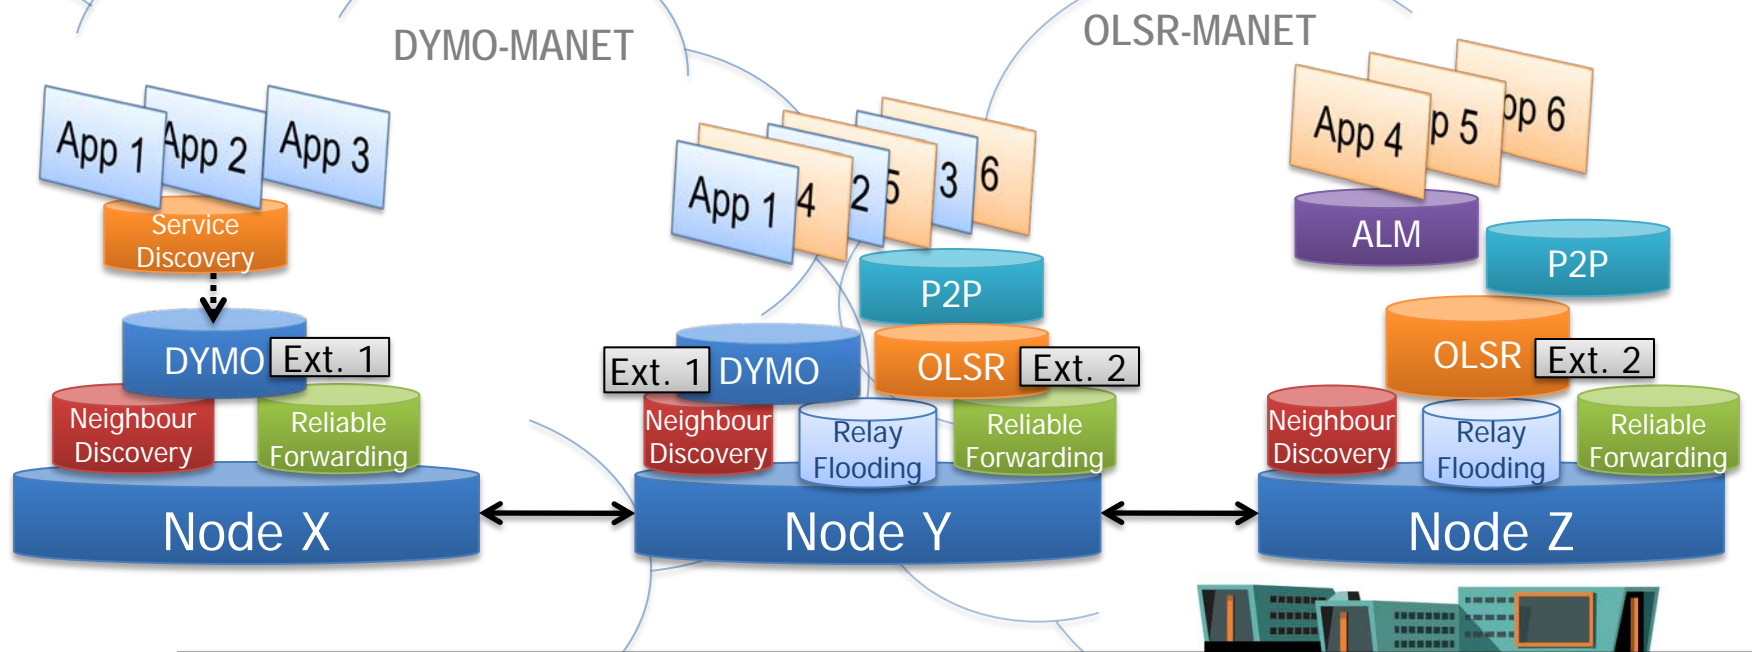 DYMO-MANET
OLSR-MANET
App 1
App 2
App 3
Service
Discovery
DYMO
Ext. 1
Neighbour
Discovery
Reliable
Forwarding
Node X
App 1
4
2
5
3
6
P2P
Ext. 1
DYMO
OLSR
Ext. 2
Neighbour
Discovery
Relay
Flooding
Reliable
Forwarding
Node Y
App 4
p 5
pp 6
ALM
P2P
OLSR
Ext. 2
Neighbour
Discovery
Relay
Flooding
Reliable
Forwarding
Node Z